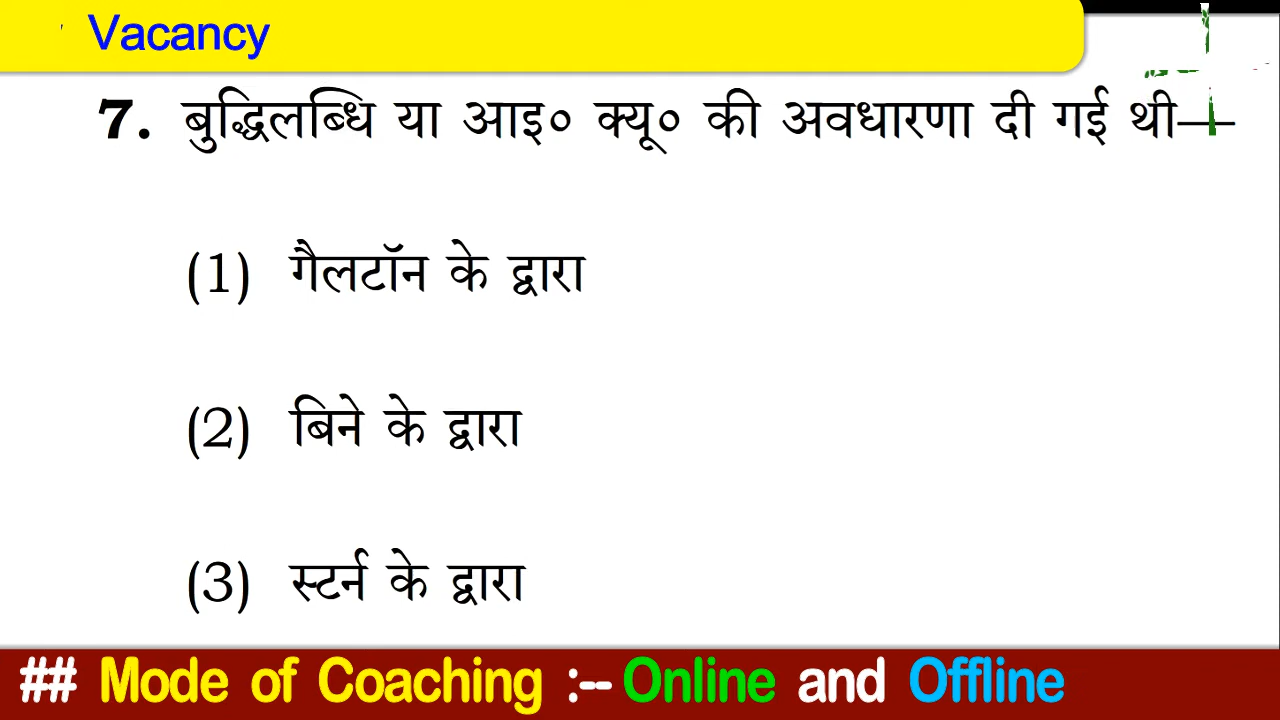 Vacancy
7. बुद्धिलब्धि या आइ० क्यू० की अवधारणा दी गई थी—
(1) गैलटॉन के द्वारा
(2) बिने के द्वारा
(3) स्टर्न के द्वारा
## Mode of Coaching :-- Online and Offline